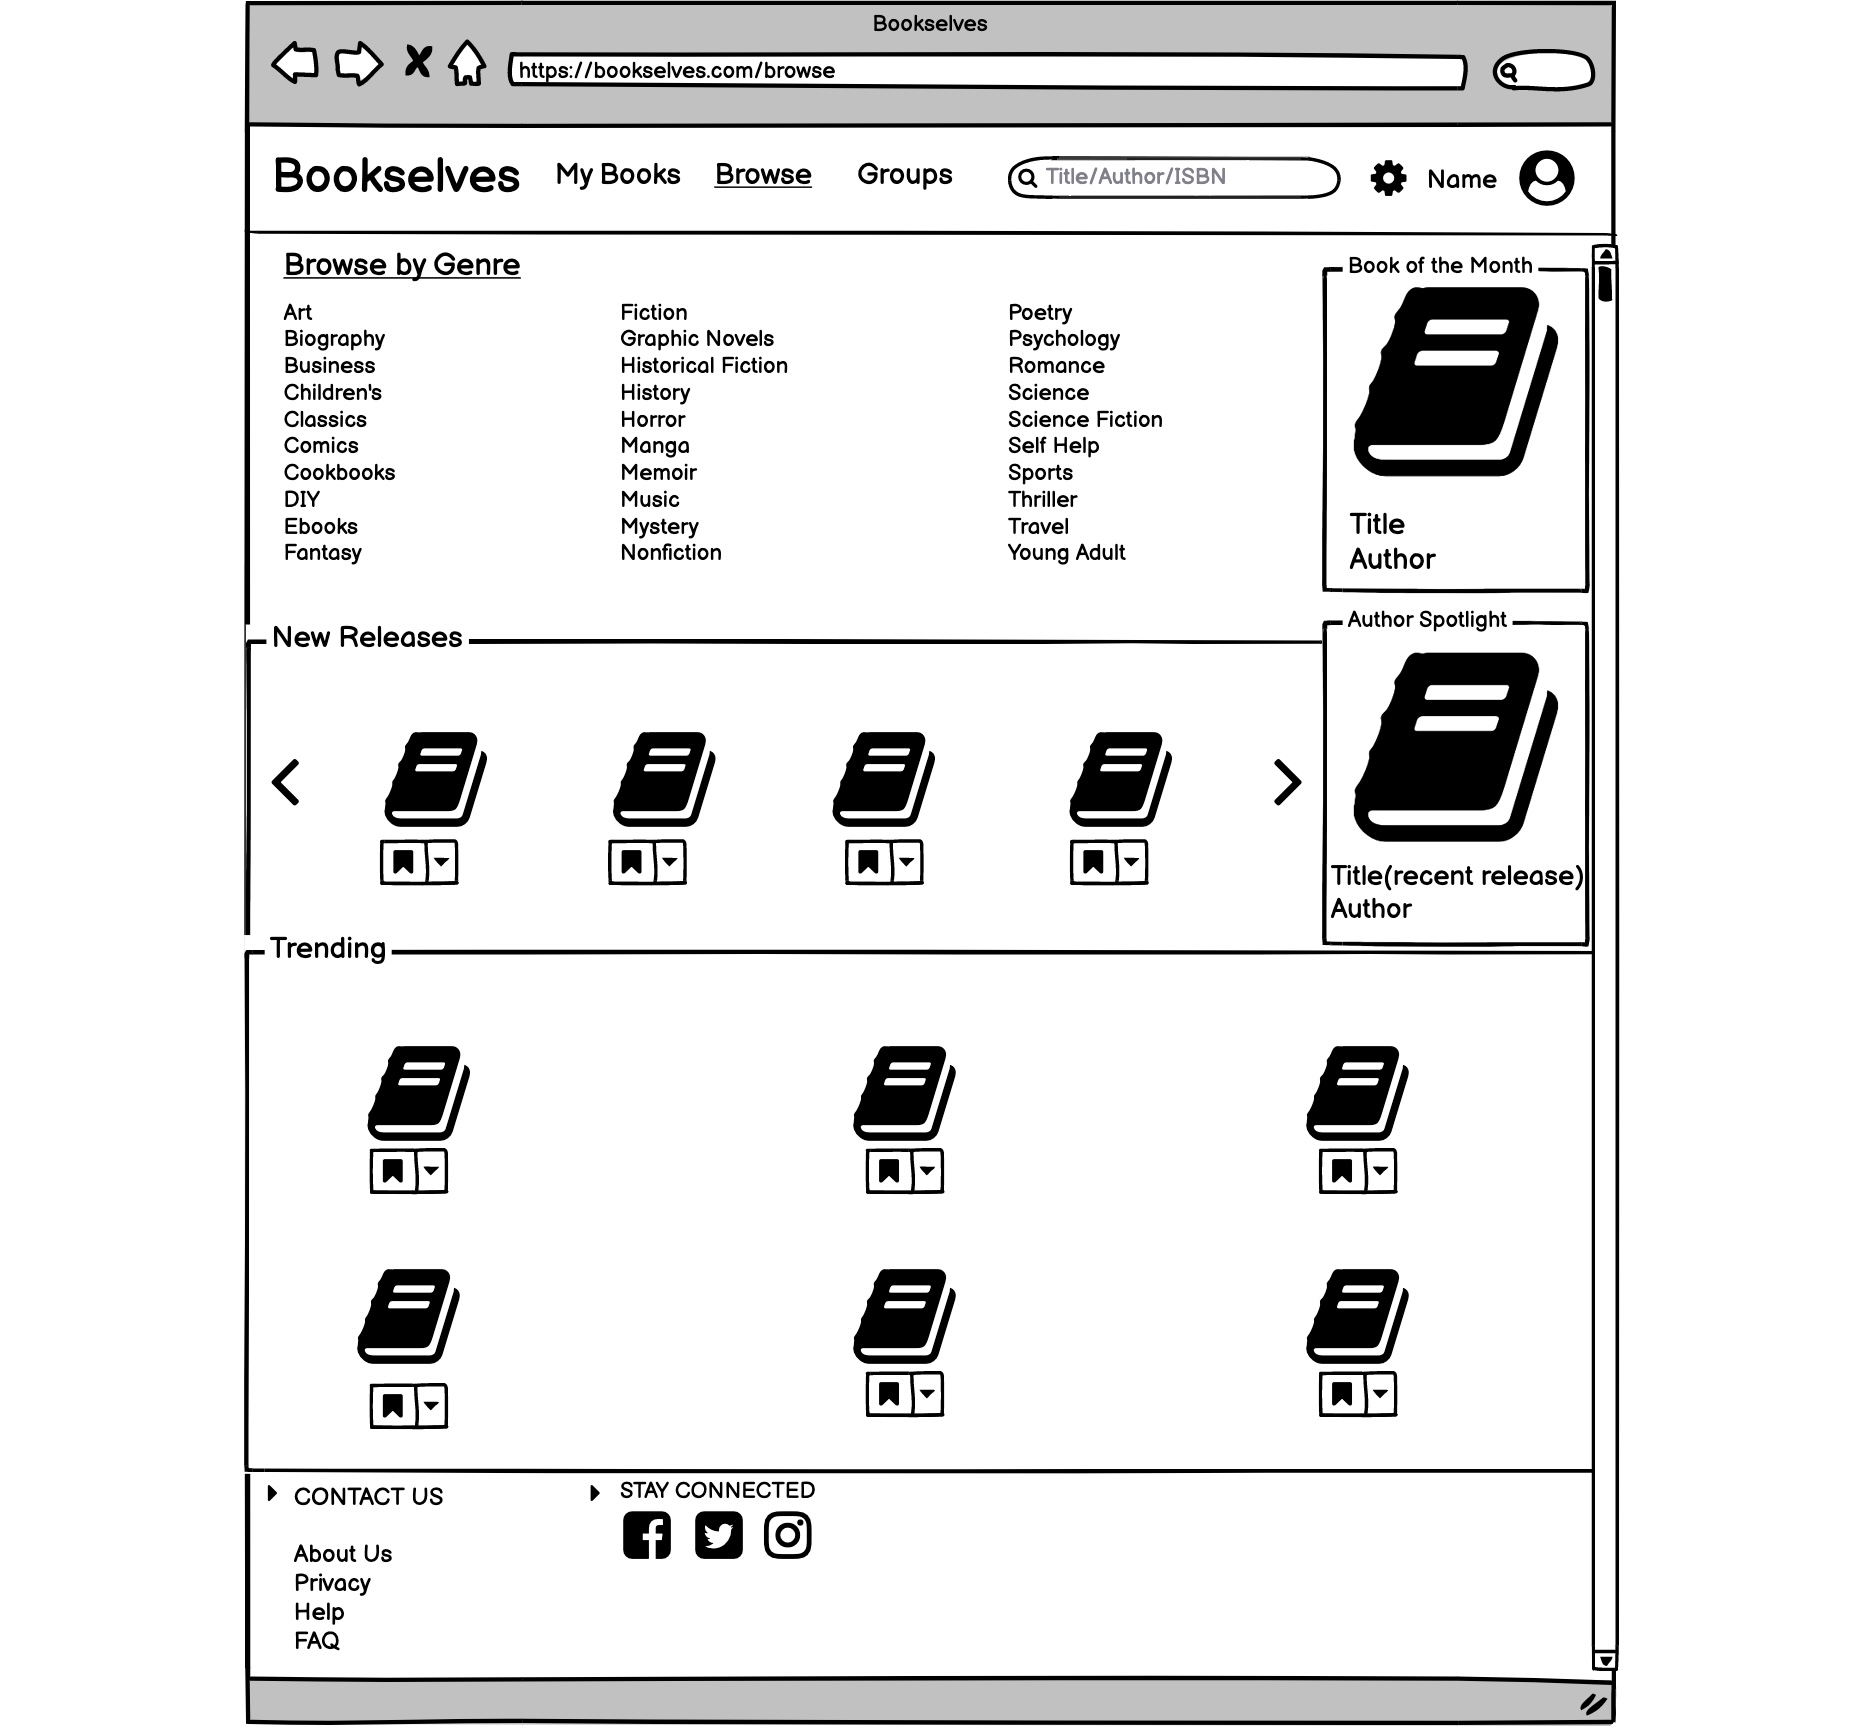 Bookselves
https://bookselves.com/browse
Bookselves My Books Browse Groups Title/Author/ISBN Name
Browse by Genre
Art
Biography
Business
Children's
Classics
Comics
Cookbooks
DIY
Ebooks
Fantasy
Fiction
Graphic Novels
Historical Fiction
History
Horror
Manga
Memoir
Music
Mystery
Nonfiction
Poetry
Psychology
Romance
Science
Science Fiction
Self Help
Sports
Thriller
Travel
Young Adult
Book of the Month
Title
Author
Author Spotlight
Title(recent release)
Author
New Releases
Trending
CONTACT US
About Us
Privacy
Help
FAQ
STAY CONNECTED